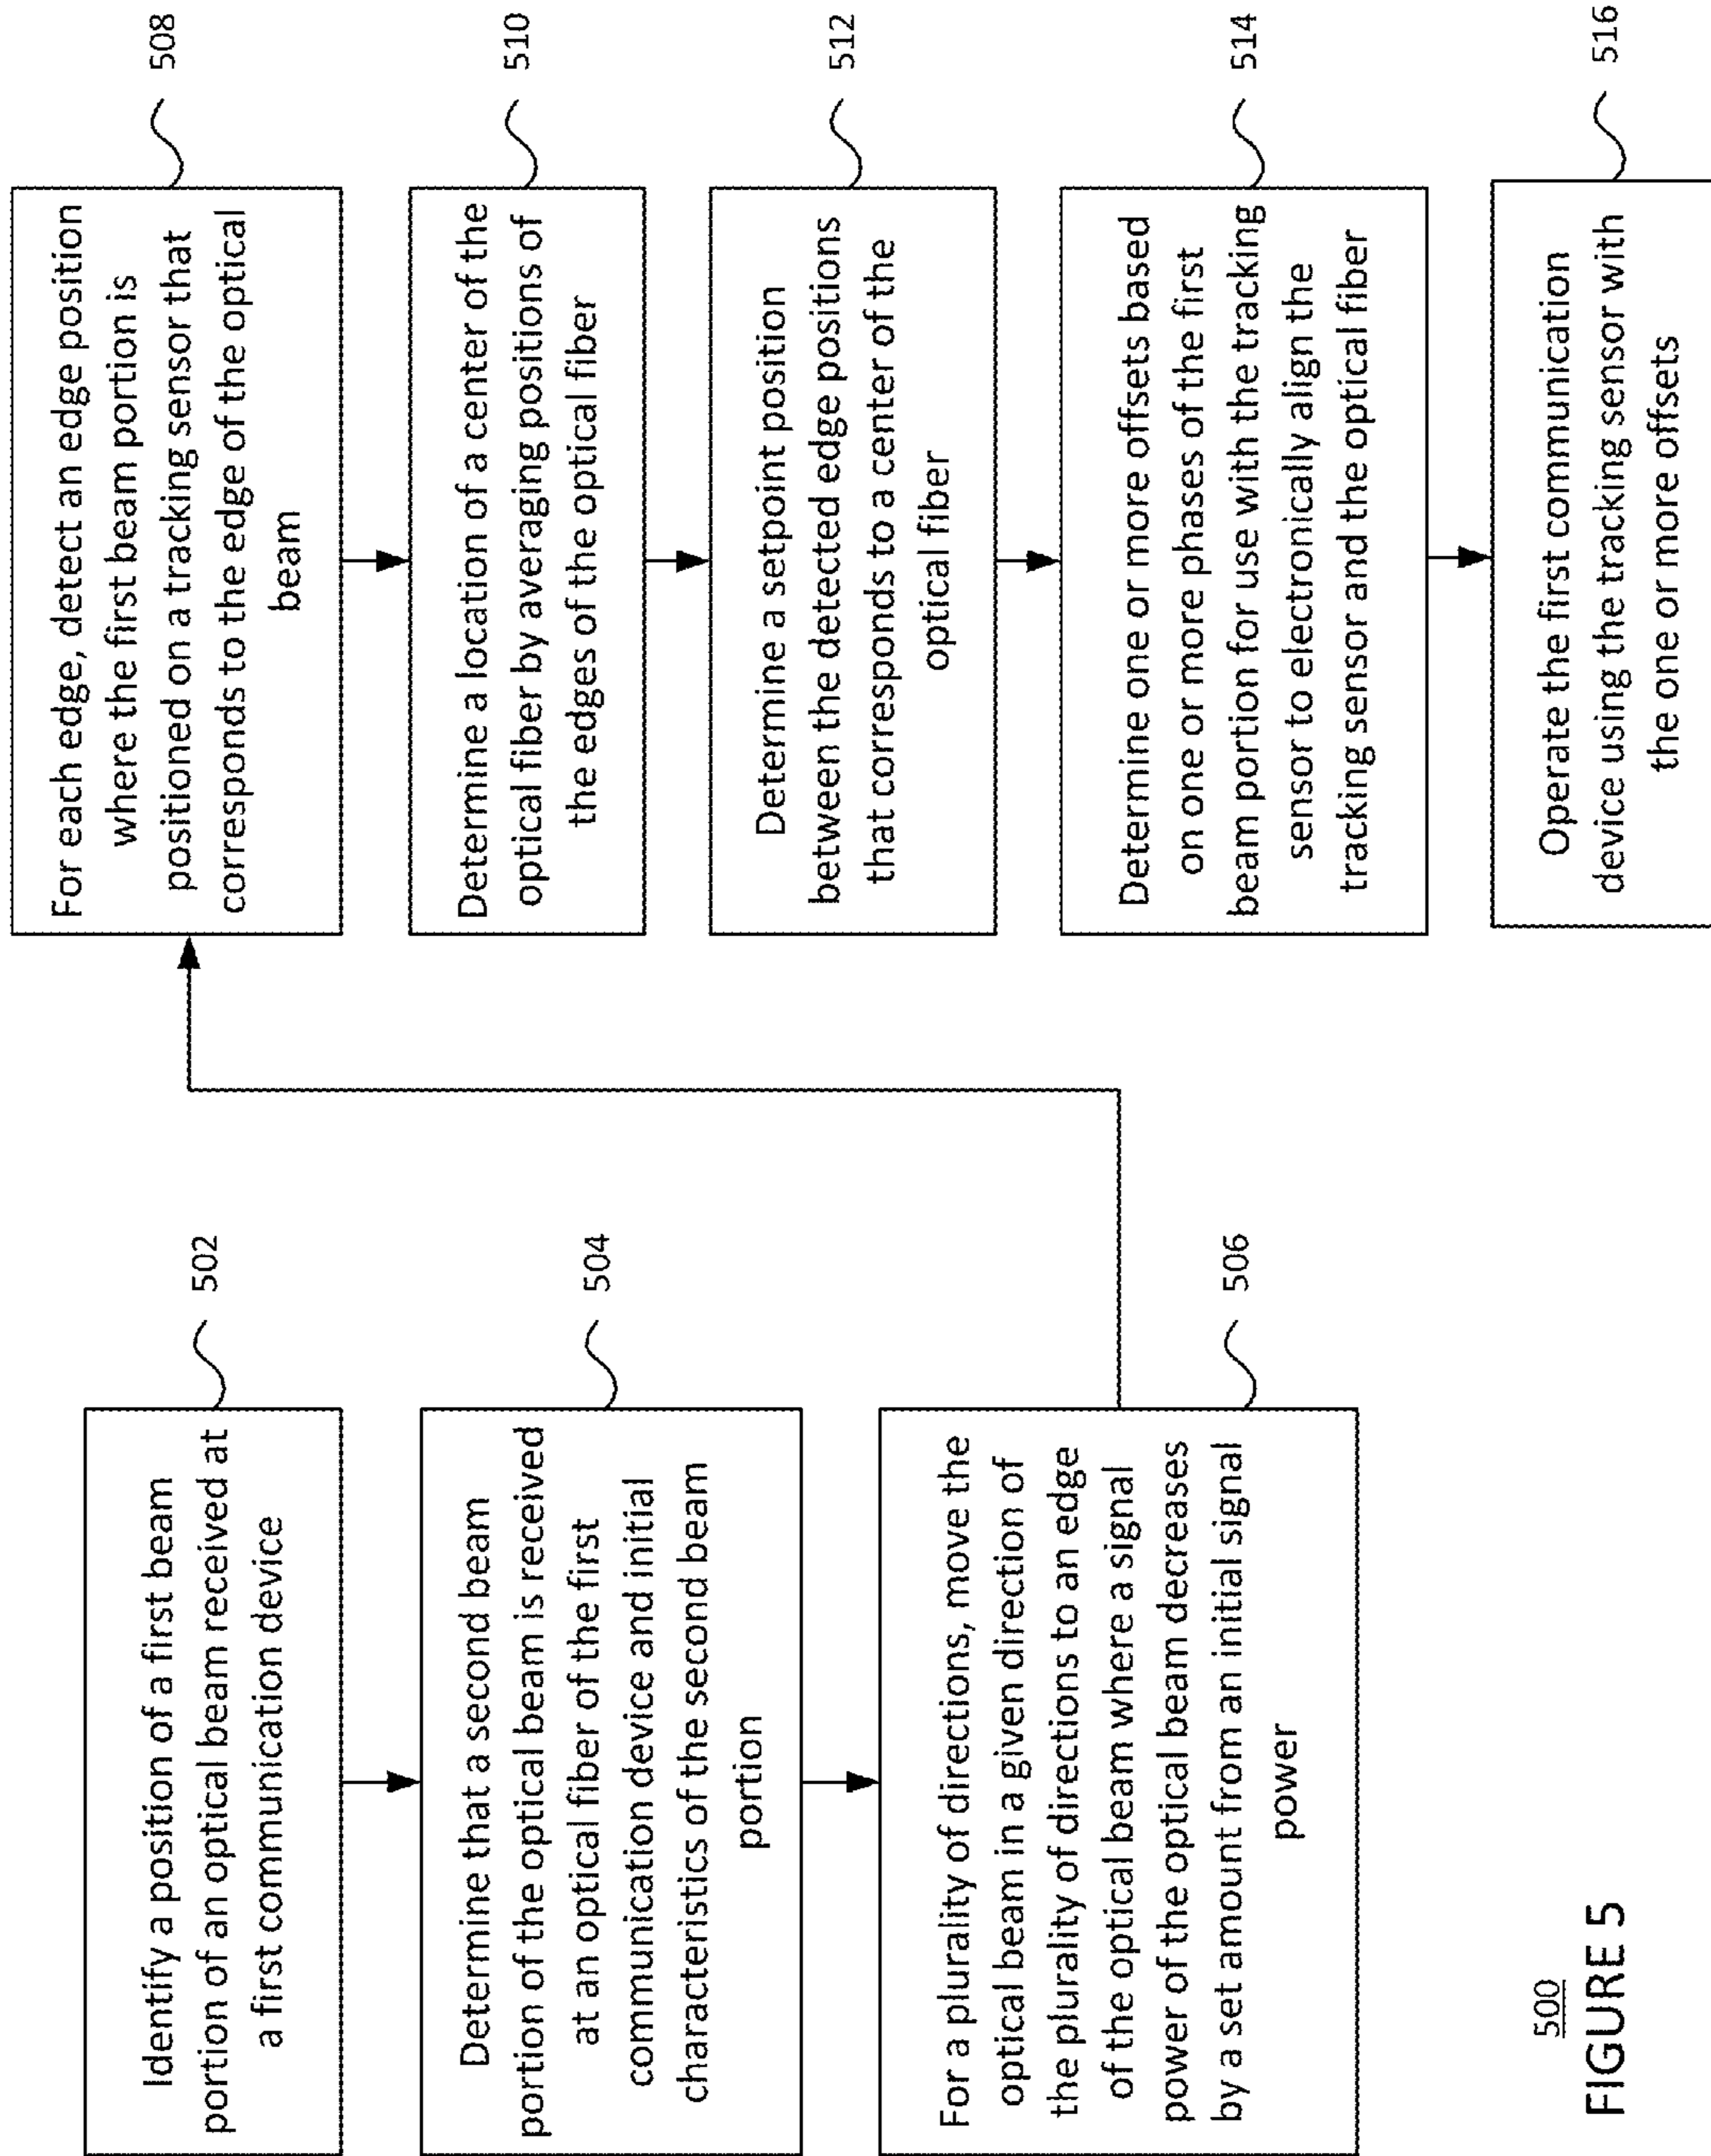 Identify a position of a first beam
portion of an optical beam received at
a first communication device
502
Determine that a second beam
portion of the optical beam is received
at an optical fiber of the first
communication device and initial
characteristics of the second beam
portion
504
For a plurality of directions, move the
optical beam in a given direction of
the plurality of directions to an edge
of the optical beam where a signal
power of the optical beam decreases
by a set amount from an initial signal
power
506
For each edge, detect an edge position
where the first beam portion is
positioned on a tracking sensor that
corresponds to the edge of the optical
beam
508
Determine a location of a center of the
optical fiber by averaging positions of
the edges of the optical fiber
510
Determine a setpoint position
between the detected edge positions
that corresponds to a center of the
optical fiber
512
Determine one or more offsets based
on one or more phases of the first
beam portion for use with the tracking
sensor to electronically align the
tracking sensor and the optical fiber
514
Operate the first communication
device using the tracking sensor with
the one or more offsets
516
500
FIGURE 5